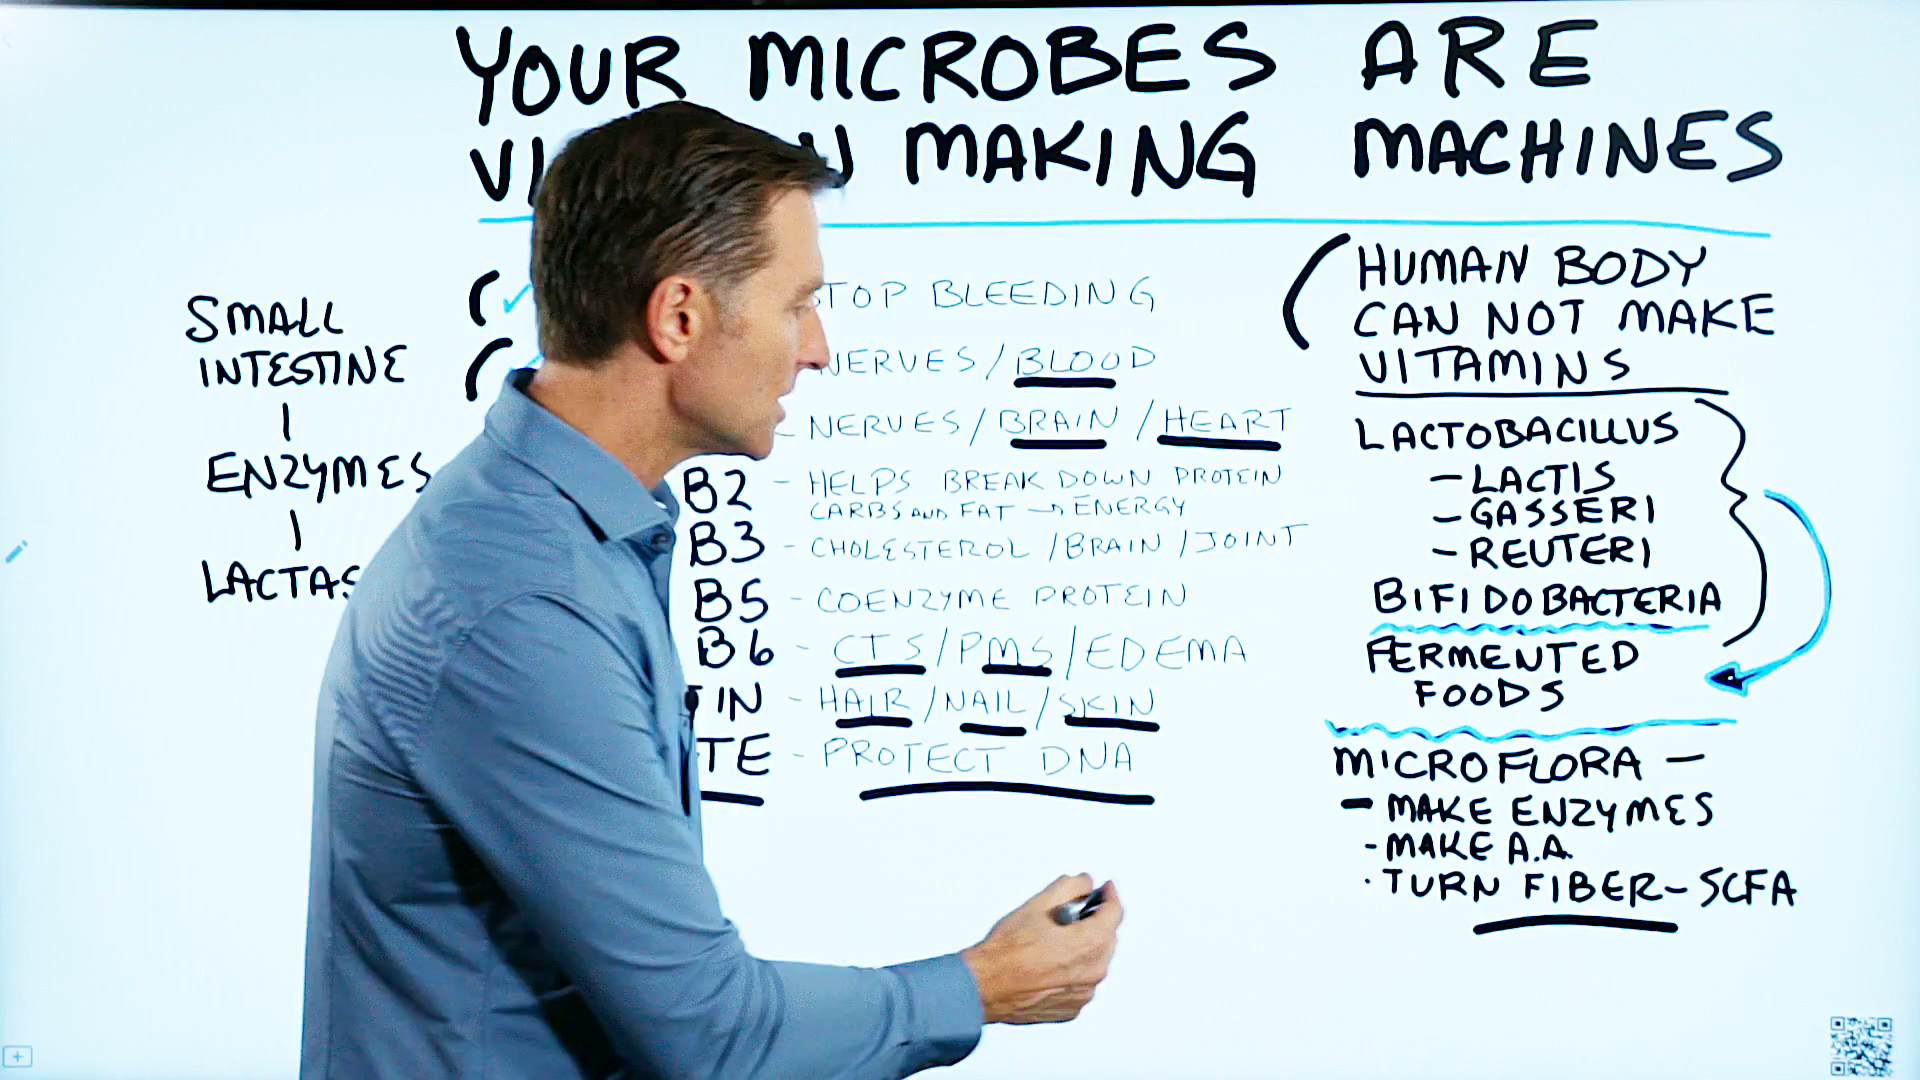 YOUR MICROBES ARE
MAKING MACHINES
SMALL
INTESTINE
ENZYMES
STOP BLEEDING
NERVES/BLOOD
- NERVES/BRAIN/HEART
B2 - HELPS BREAK DOWN PROTEIN
CARBS AND FAT → ENERGY
B3 - CHOLESTEROL/BRAIN/JOINT
B5 - COENZYME PROTEIN
B6 - CTS/PMS/EDEMA
- HAIR/NAIL/SKIN
- PROTECT DNA
HUMAN BODY
CAN NOT MAKE
VITAMINS
LACTOBACILLUS
- LACTIS
- GASSERI
- REUTERI
BIFIDOBACTERIA
FERMENTED
FOODS
MICROFLORA -
- MAKE ENZYMES
- MAKE A.A.
· TURN FIBER - SCFA